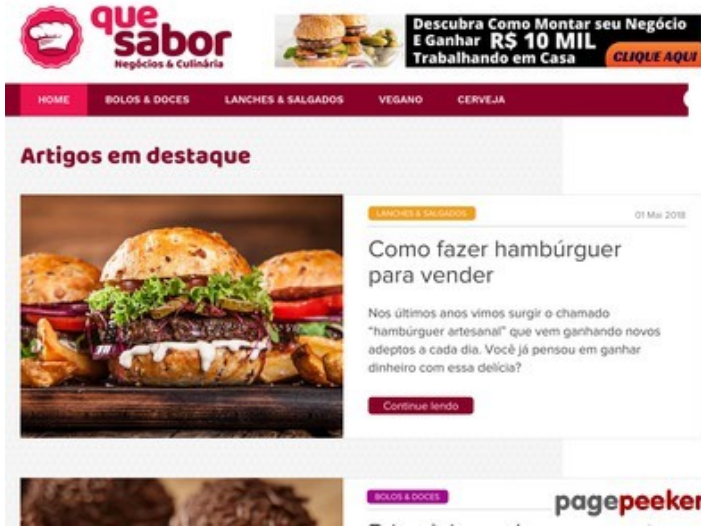 que
sabor
Negócios & Culinária
Descubra Como Montar seu Negócio
E Ganhar R$ 10 MIL
Trabalhando em Casa
CLIQUE AQUI
HOME BOLOS & DOCES LANCHES & SALGADOS VEGANO CERVEJA
Artigos em destaque
LANCHES & SALGADOS
01 Mai 2018
Como fazer hambúrguer
para vender
Nos últimos anos vimos surgir o chamado
"hambúrguer artesanal" que vem ganhando novos
adeptos a cada dia. Você já pensou em ganhar
dinheiro com essa delícia?
Continue lendo
BOLOS & DOCES
pagepeeker